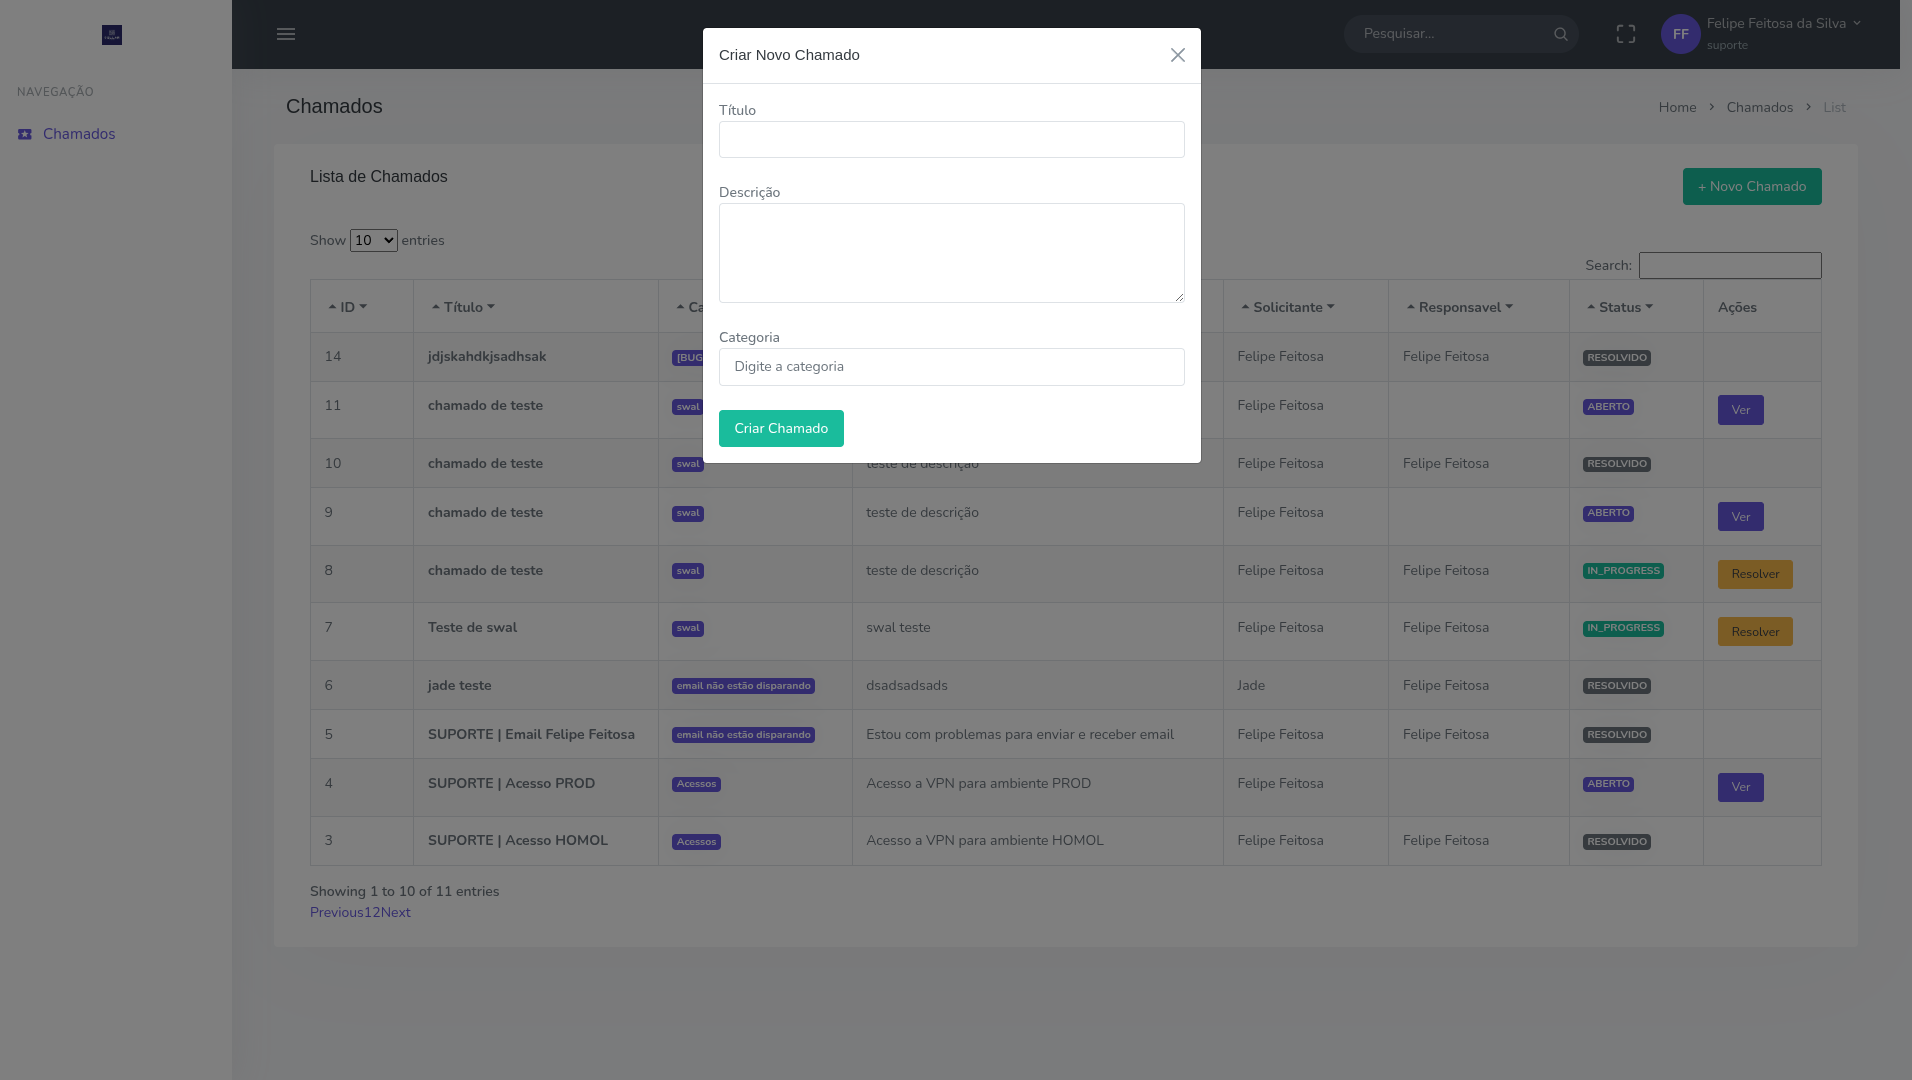 NAVEGAÇÃO
Chamados
Pesquisar...
FF
Felipe Feitosa da Silva
suporte
Chamados
Home > Chamados > List
Lista de Chamados
+ Novo Chamado
Show 10 entries
Search:
Criar Novo Chamado
Título
Descrição
Categoria
Digite a categoria
Criar Chamado
ID Título Solicitante Responsavel Status Ações
14 jdjskahdkjsadhsak [BUG Felipe Feitosa Felipe Feitosa RESOLVIDO
11 chamado de teste swal Felipe Feitosa ABERTO Ver
10 chamado de teste swal teste de descrição Felipe Feitosa Felipe Feitosa RESOLVIDO
9 chamado de teste swal teste de descrição Felipe Feitosa ABERTO Ver
8 chamado de teste swal teste de descrição Felipe Feitosa Felipe Feitosa IN_PROGRESS Resolver
7 Teste de swal swal swal teste Felipe Feitosa Felipe Feitosa IN_PROGRESS Resolver
6 jade teste email não estão disparando dsadsadsads Jade Felipe Feitosa RESOLVIDO
5 SUPORTE | Email Felipe Feitosa email não estão disparando Estou com problemas para enviar e receber email Felipe Feitosa Felipe Feitosa RESOLVIDO
4 SUPORTE | Acesso PROD Acessos Acesso a VPN para ambiente PROD Felipe Feitosa ABERTO Ver
3 SUPORTE | Acesso HOMOL Acessos Acesso a VPN para ambiente HOMOL Felipe Feitosa Felipe Feitosa RESOLVIDO
Showing 1 to 10 of 11 entries
Previous12Next